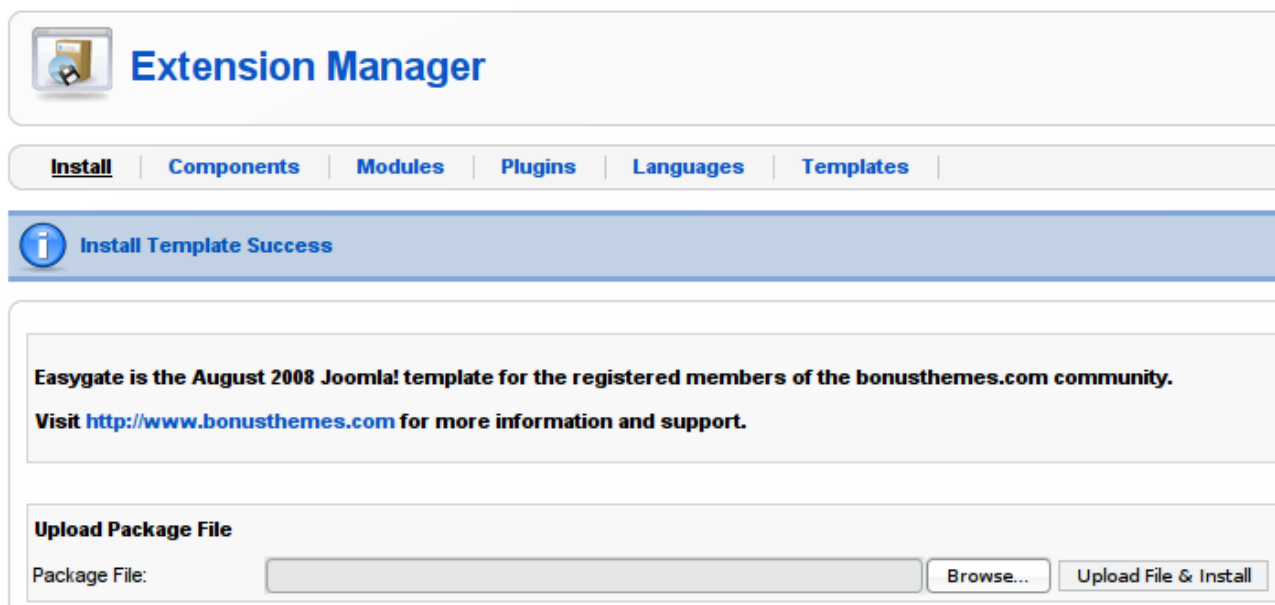 Extension Manager
Install Components Modules Plugins Languages Templates
Install Template Success
Easygate is the August 2008 Joomla! template for the registered members of the bonusthemes.com community.
Visit http://www.bonusthemes.com for more information and support.
Upload Package File
Package File: Browse... Upload File & Install